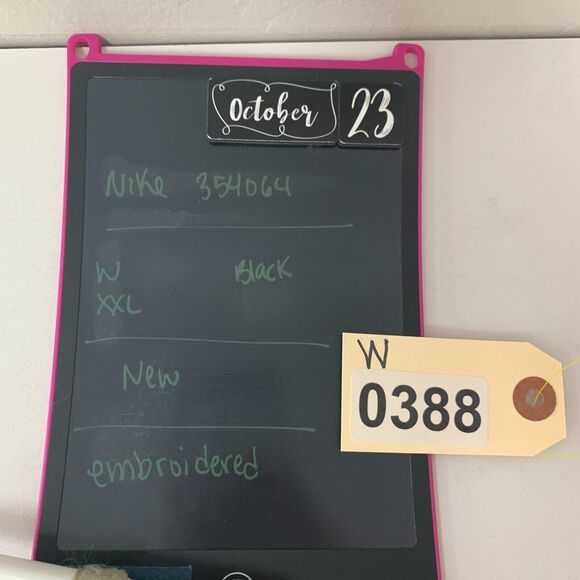 October 23
Nike 354064
W Black
XXL
New
embroidered
W
0388